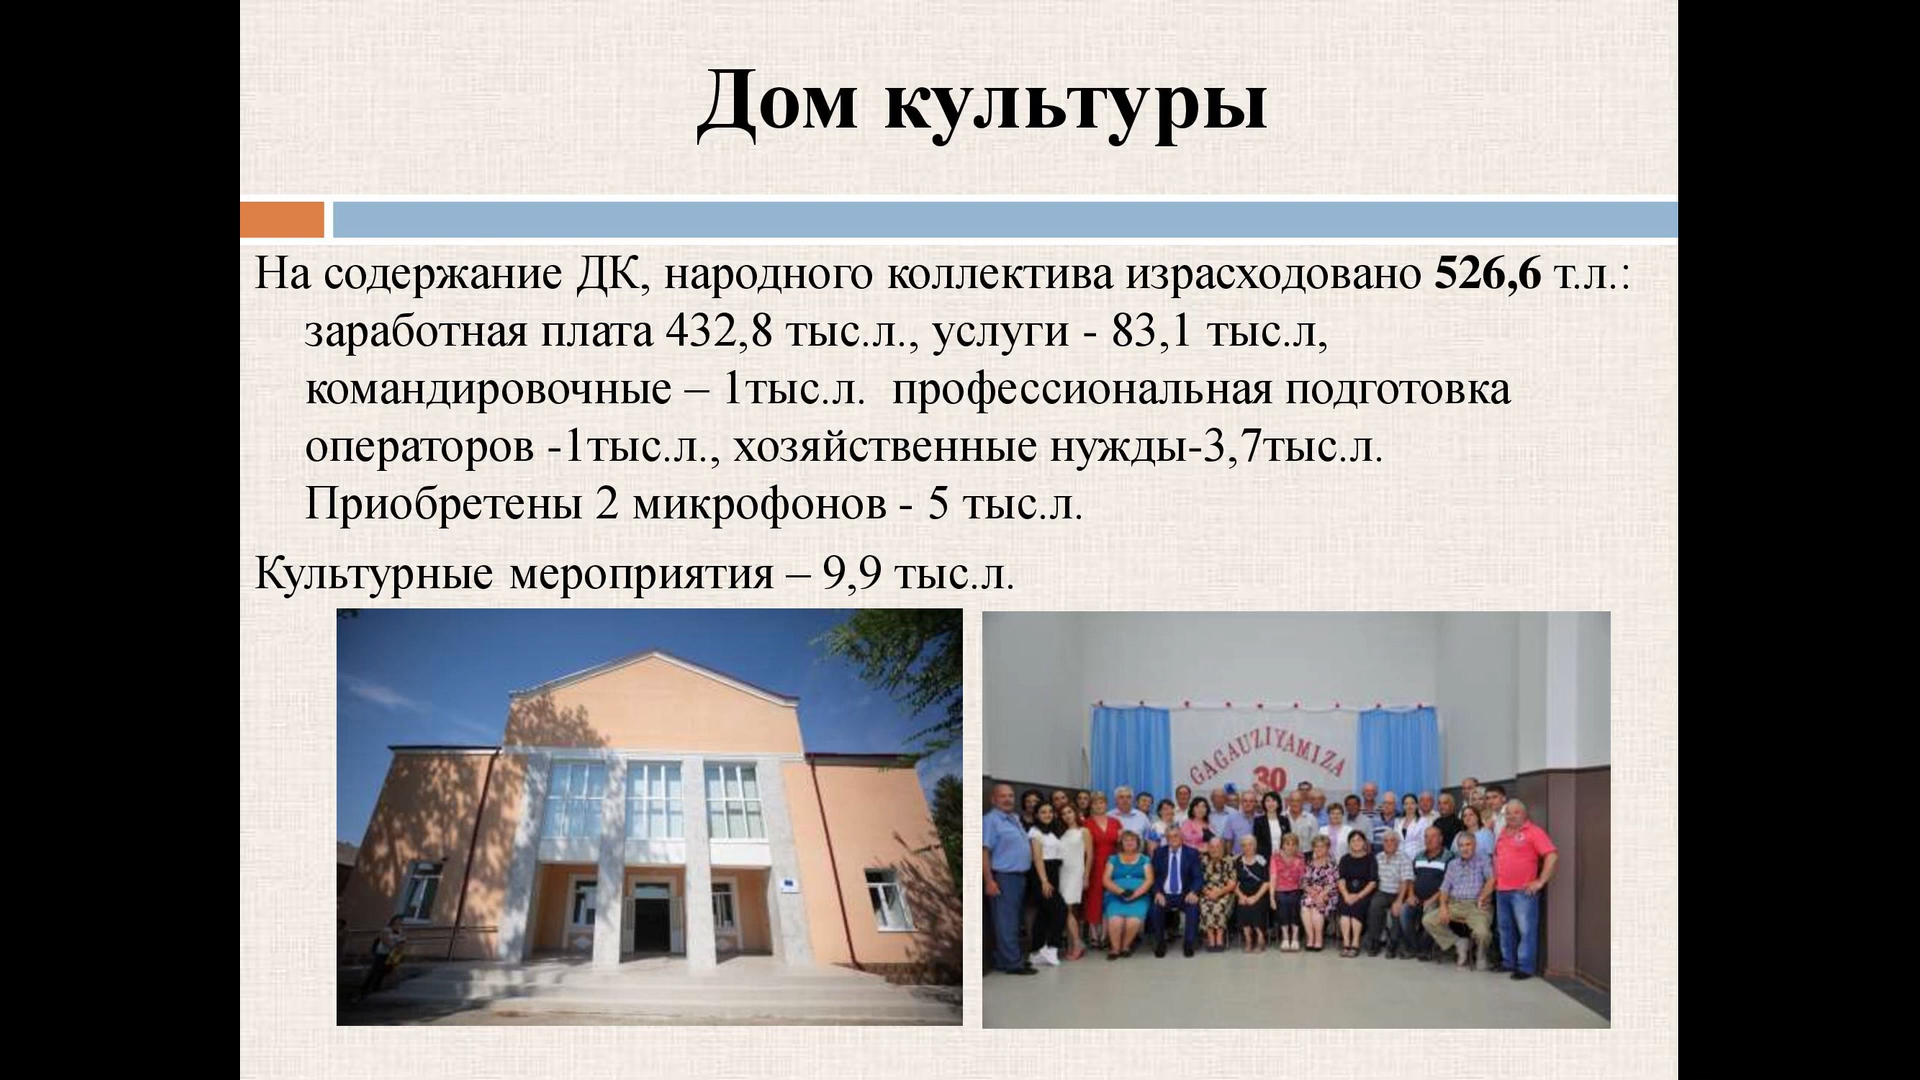 Дом культуры
На содержание ДК, народного коллектива израсходовано 526,6 т.л.:
заработная плата 432,8 тыс.л., услуги - 83,1 тыс.л,
командировочные – 1тыс.л. профессиональная подготовка
операторов -1тыс.л., хозяйственные нужды-3,7тыс.л.
Приобретены 2 микрофонов - 5 тыс.л.
Культурные мероприятия – 9,9 тыс.л.
GAGAUZIYAMIZA
30